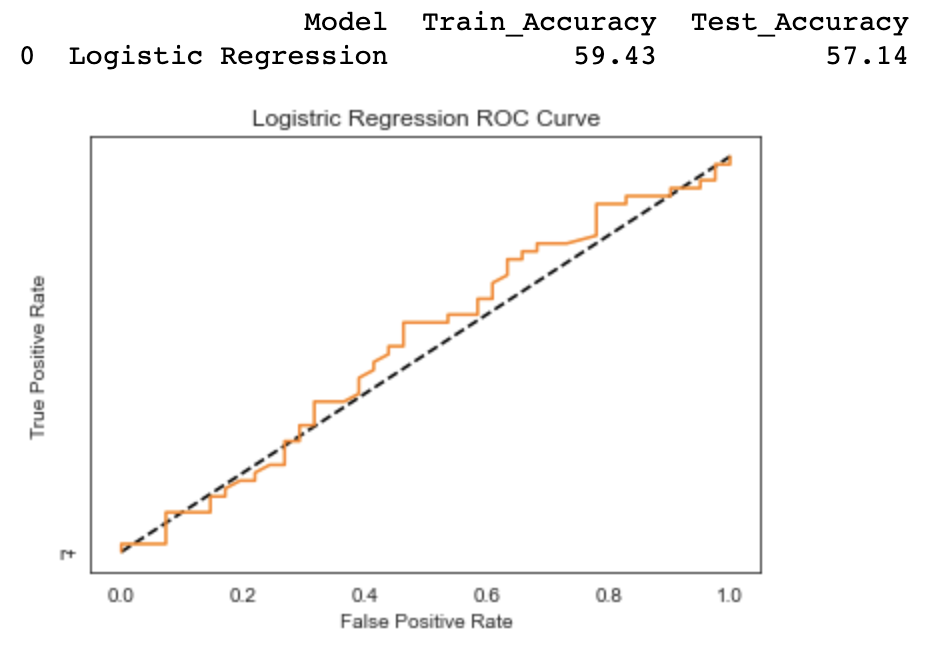 Model Train_Accuracy Test_Accuracy
0 Logistic Regression 59.43 57.14
Logistric Regression ROC Curve
True Positive Rate
0.0 0.2 0.4 0.6 0.8 1.0
False Positive Rate